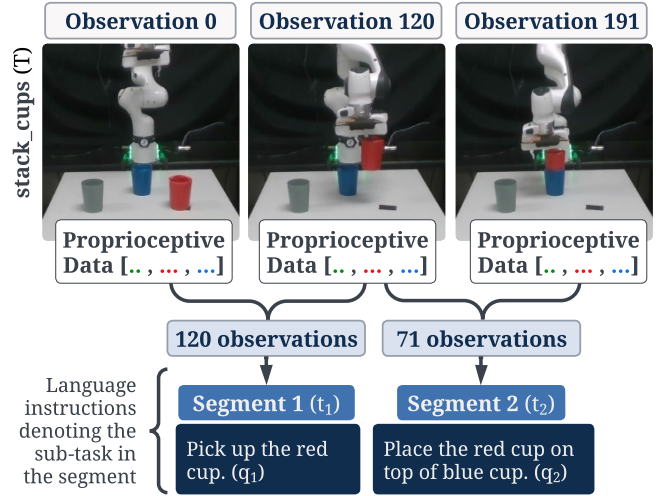 Observation 0
Observation 120
Observation 191
stack_cups (T)
Proprioceptive
Data [.. , ... , ...]
Proprioceptive
Data [.. , ... , ...]
Proprioceptive
Data [.. , ... , ...]
120 observations
71 observations
Language
instructions
denoting the
sub-task in
the segment
Segment 1 (t₁)
Pick up the red
cup. (q₁)
Segment 2 (t₂)
Place the red cup on
top of blue cup. (q₂)